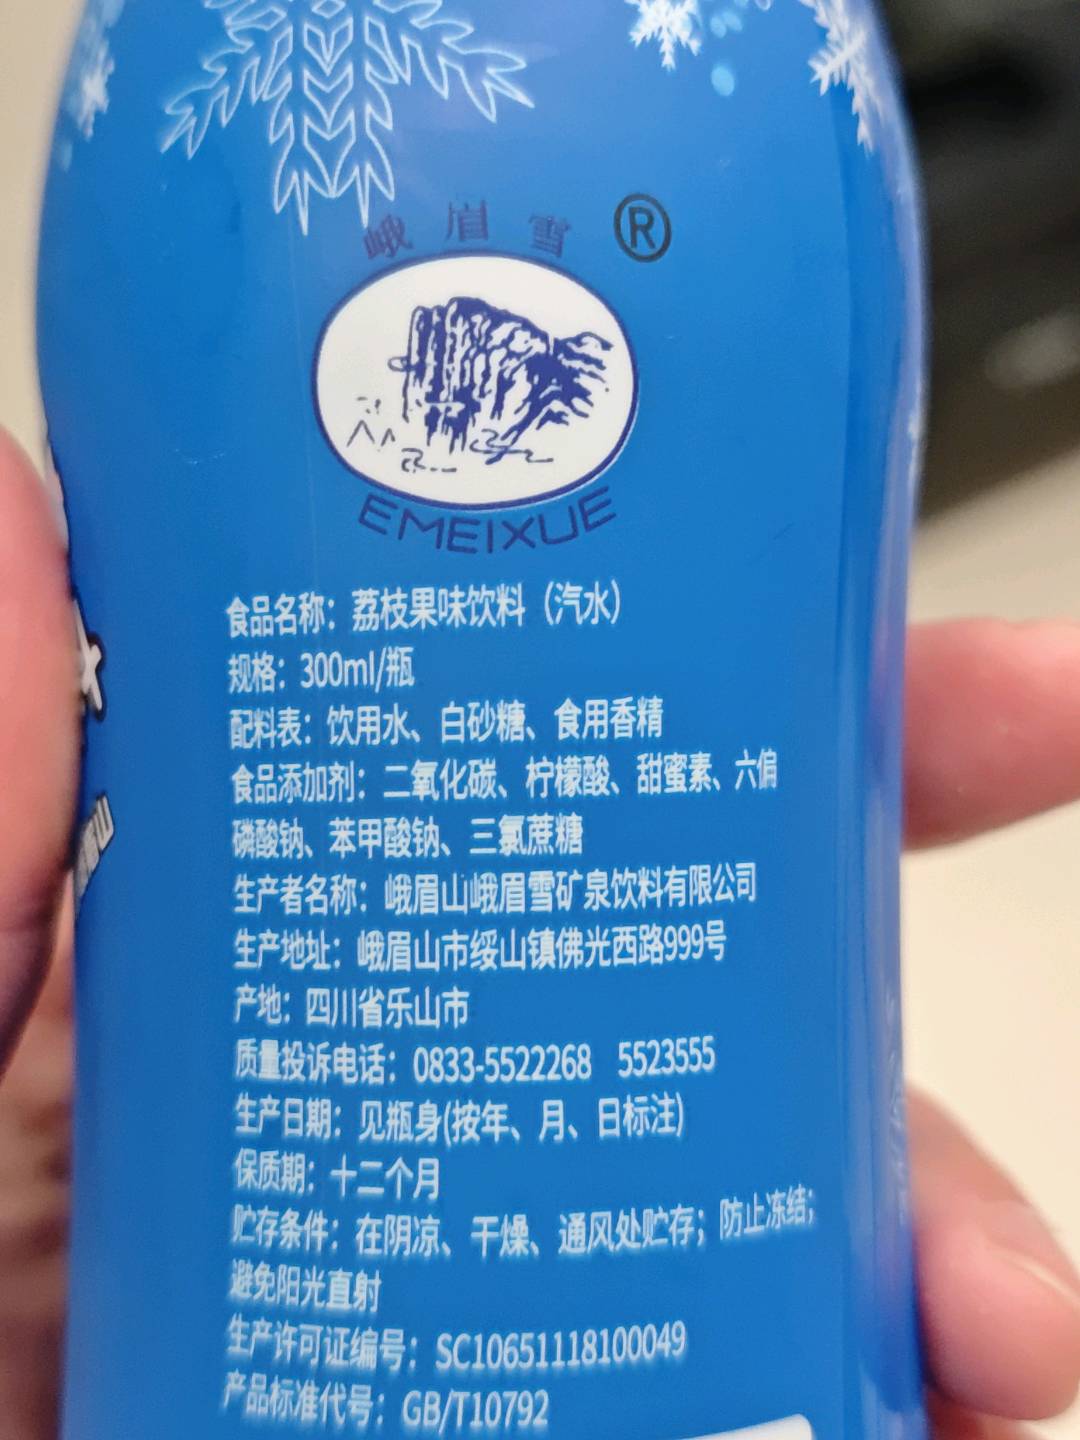 峨眉雪®
EMEIXUE
食品名称：荔枝果味饮料（汽水）
规格：300ml/瓶
配料表：饮用水、白砂糖、食用香精
食品添加剂：二氧化碳、柠檬酸、甜蜜素、六偏
磷酸钠、苯甲酸钠、三氯蔗糖
生产者名称：峨眉山峨眉雪矿泉饮料有限公司
生产地址：峨眉山市绥山镇佛光西路999号
产地：四川省乐山市
质量投诉电话：0833-5522268 5523555
生产日期：见瓶身(按年、月、日标注)
保质期：十二个月
贮存条件：在阴凉、干燥、通风处贮存；防止冻结；
避免阳光直射
生产许可证编号：SC10651118100049
产品标准代号：GB/T10792